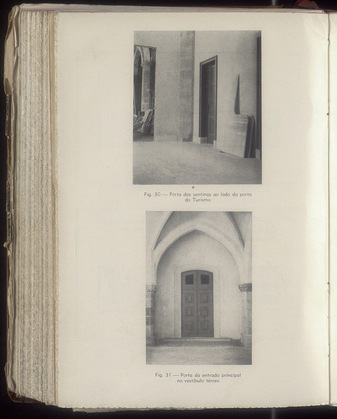 Fig. 30 — Porta das sentinas ao lado da porta
do Turismo
Fig. 31 — Porta da entrada principal
no vestíbulo térreo